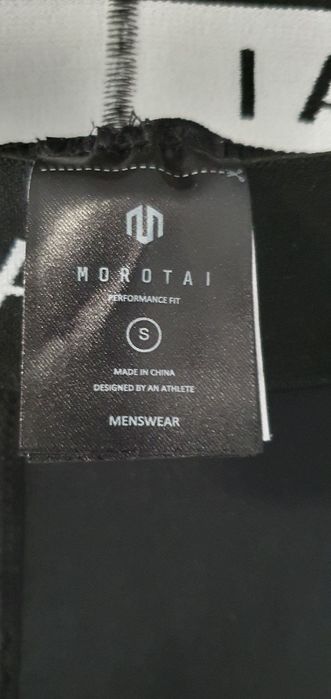 I A
MOROTAI
PERFORMANCE FIT
S
MADE IN CHINA
DESIGNED BY AN ATHLETE
MENSWEAR